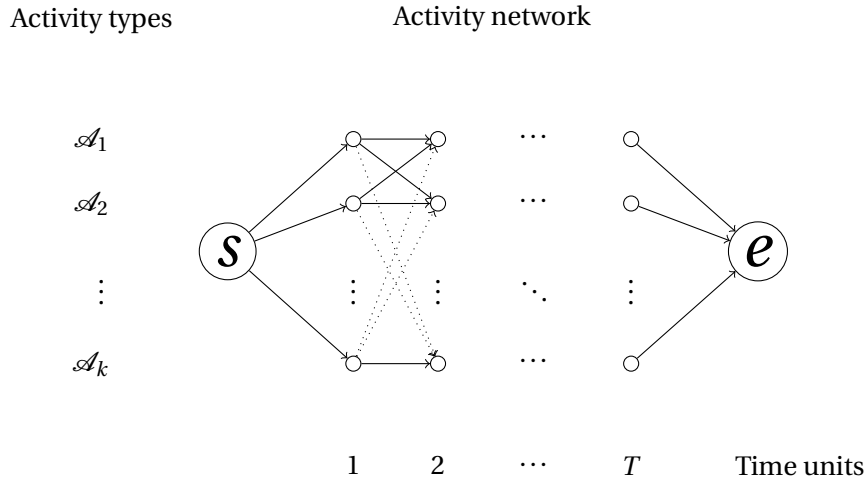 Activity types Activity network
𝒜₁ ⋯
𝒜₂ ⋯
s e
⋮ ⋮ ⋮ ⋱ ⋮
𝒜ₖ ⋯
1 2 ⋯ T Time units